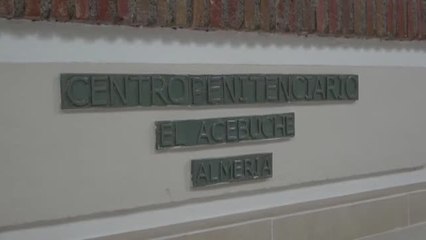 CENTRO PENITENCIARIO
EL ACEBUCHE
ALMERIA